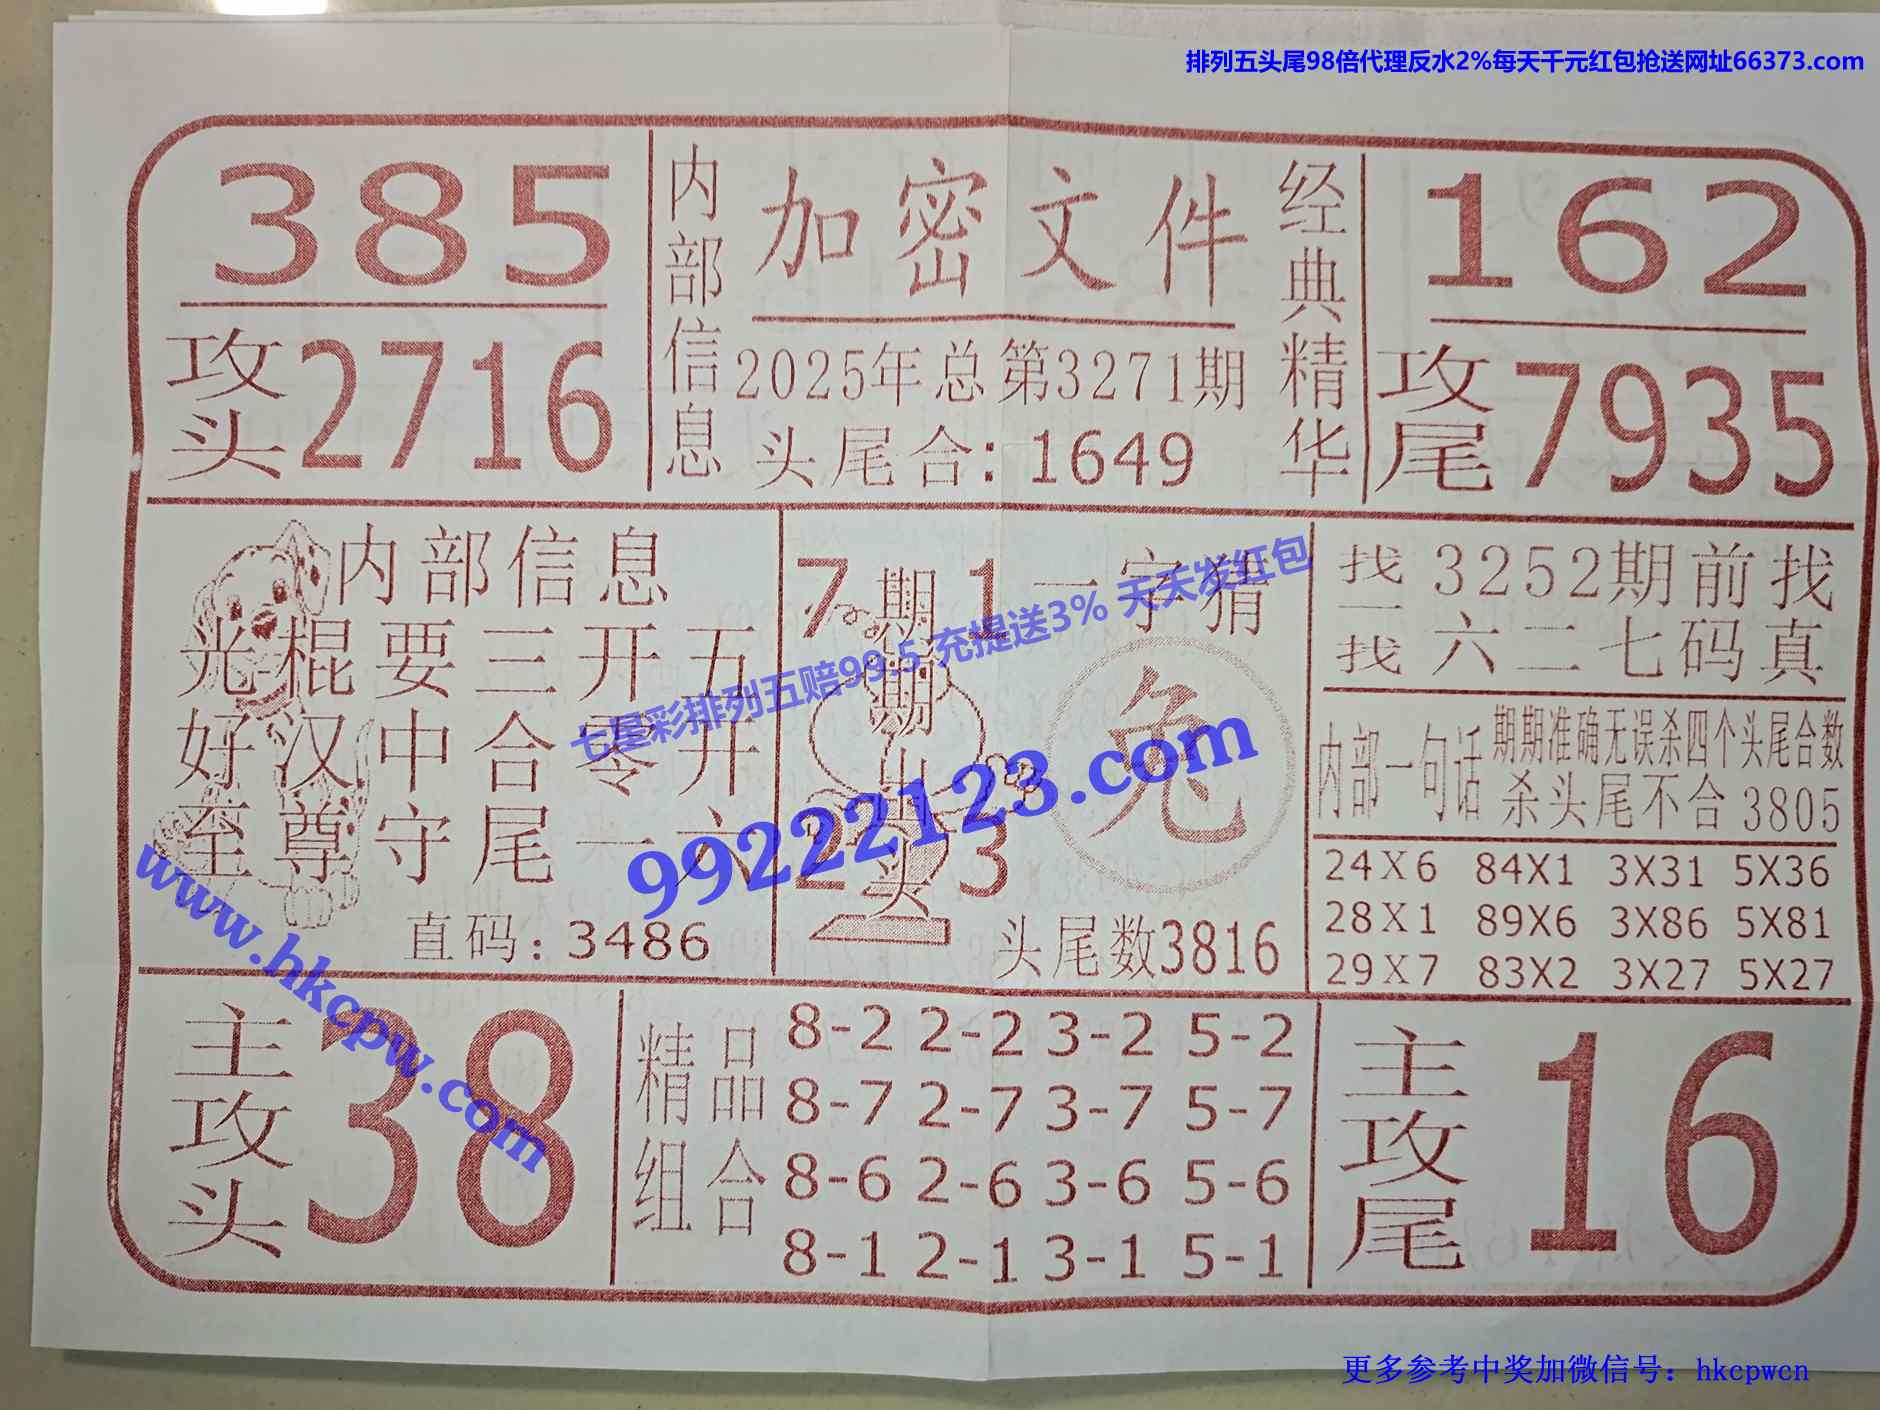 排列五头尾98倍代理反水2%每天千元红包抢送网址66373.com
385
攻头2716
内部信息
加密文件
2025年总第3271期
头尾合:1649
经典精华
162
攻尾7935
内部信息
光棍要三开五
好汉中合零开
至尊守尾一六
直码:3486
7 1一字猜
期期出头
兔
2 3
头尾数3816
找一找
3252期前找
六二七码真
内部一句话
期期准确无误杀四个头尾合数
杀头尾不合3805
24X6 84X1 3X31 5X36
28X1 89X6 3X86 5X81
29X7 83X2 3X27 5X27
七星彩排列五赔99.5 充提送3% 天天发红包
99222123.com
www.hkcpw.com
主攻头
38
精品组合
8-2 2-2 3-2 5-2
8-7 2-7 3-7 5-7
8-6 2-6 3-6 5-6
8-1 2-1 3-1 5-1
主攻尾
16
更多参考中奖加微信号：hkcpwcn